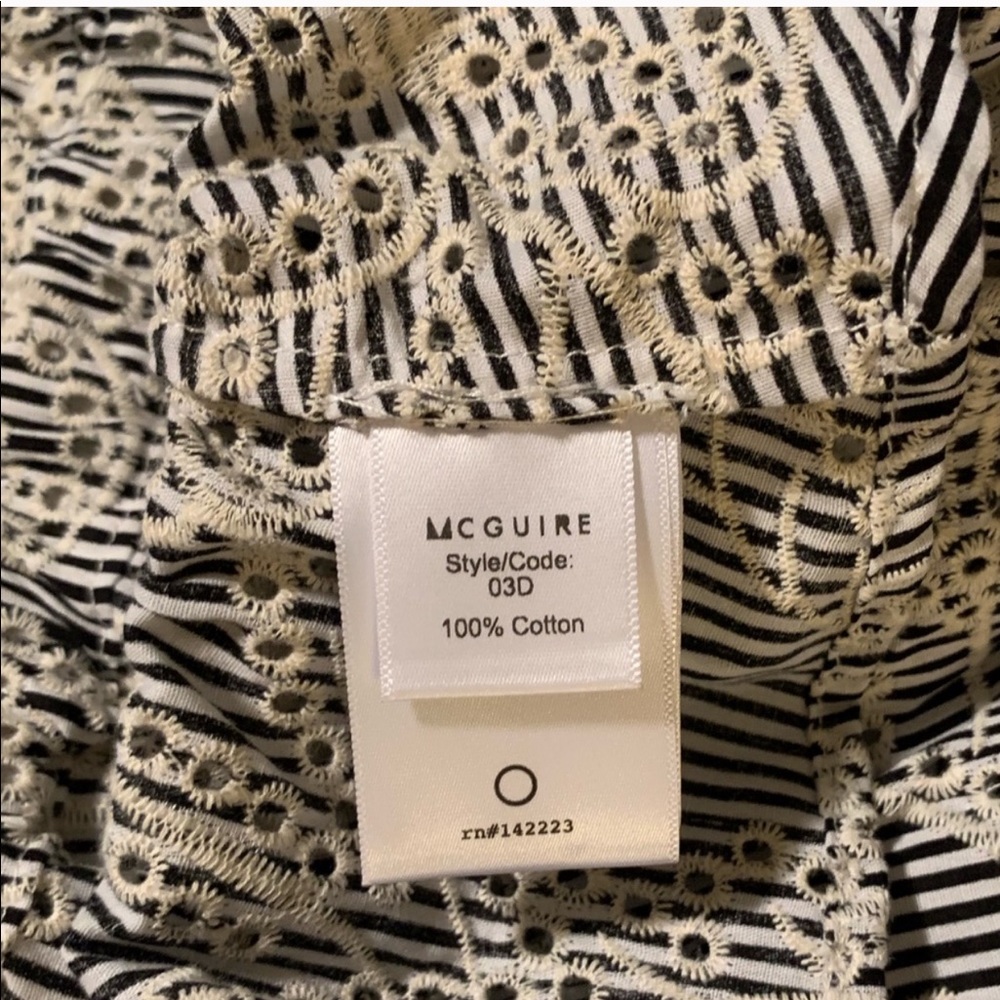 MCGUIRE
Style/Code:
03D
100% Cotton
rn#142223